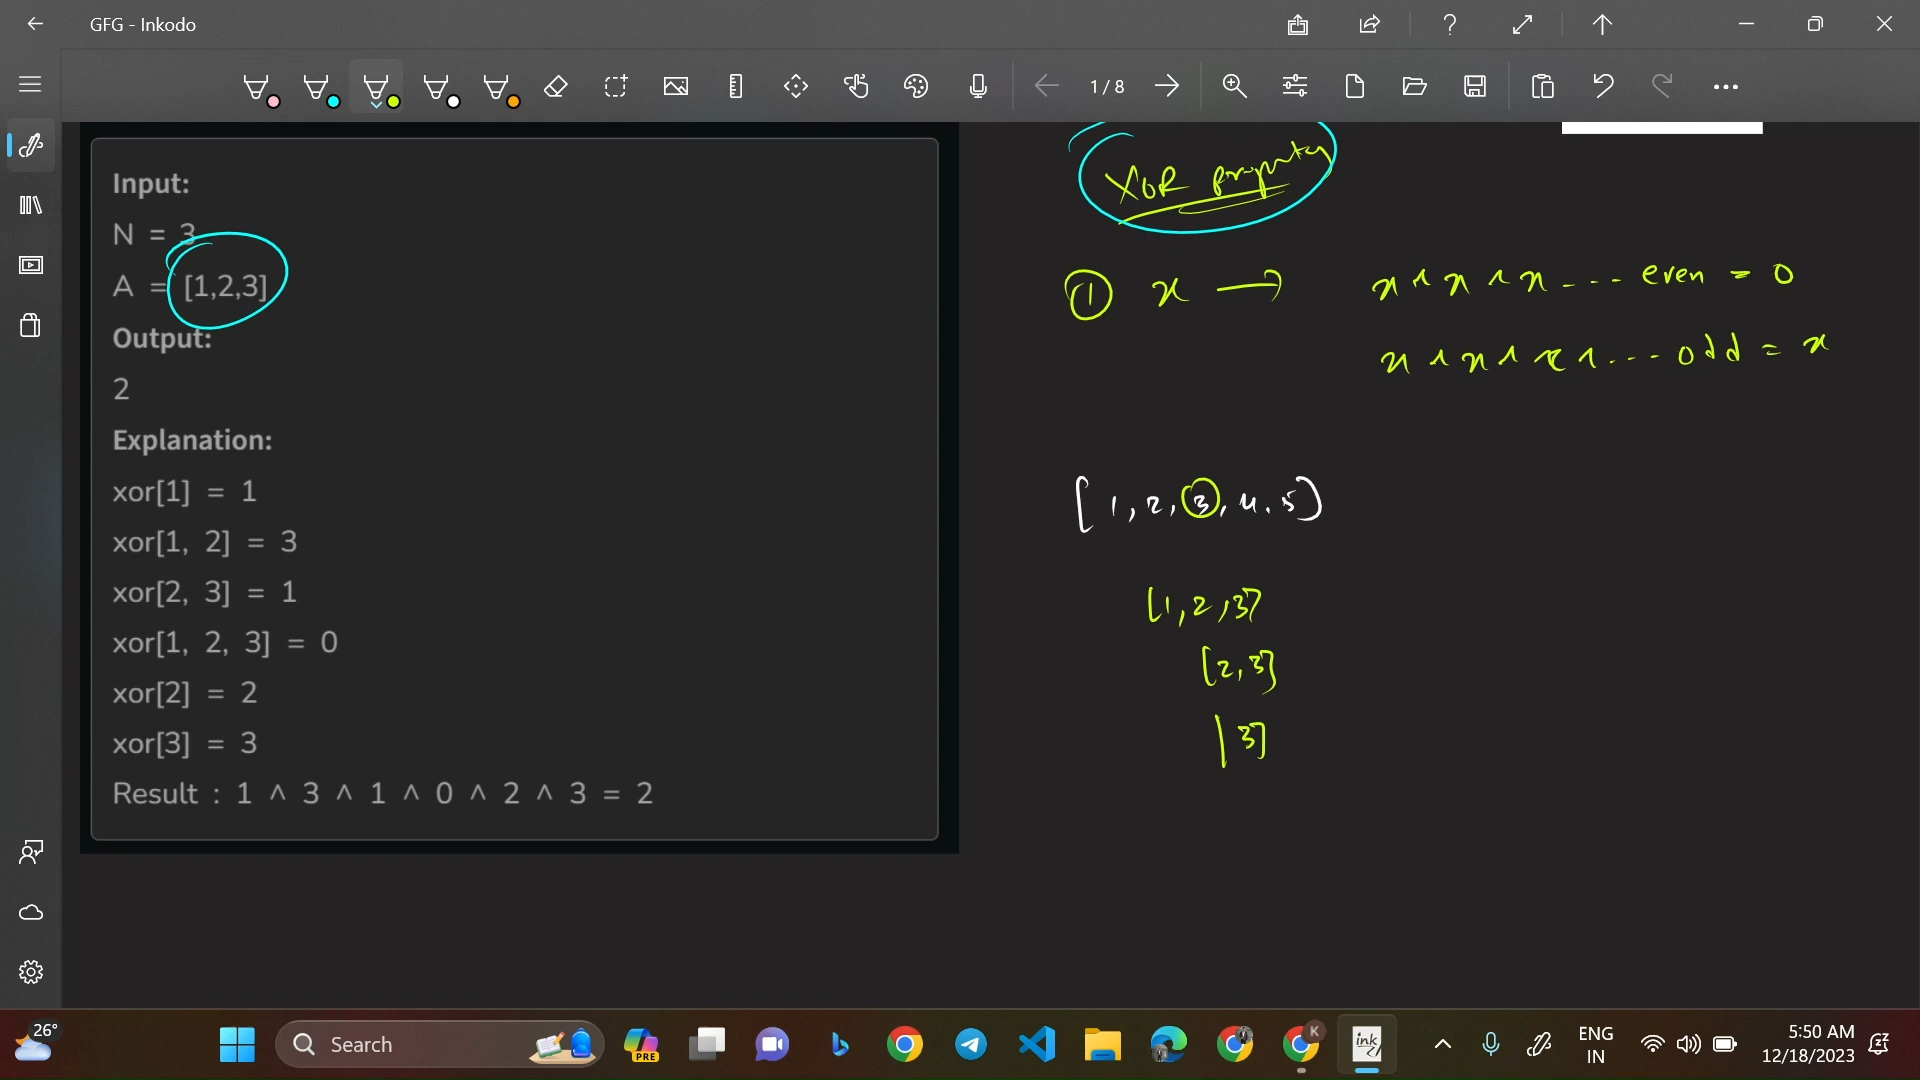 GFG - Inkodo
1 / 8
Input:
N = 3
A = [1,2,3]
Output:
2
Explanation:
xor[1] = 1
xor[1, 2] = 3
xor[2, 3] = 1
xor[1, 2, 3] = 0
xor[2] = 2
xor[3] = 3
Result : 1 ^ 3 ^ 1 ^ 0 ^ 2 ^ 3 = 2
XOR property
① x → x ^ x ^ x - - - even = 0
x ^ x ^ x ^ - - - odd = x
[1, 2, 3, 4, 5]
[1, 2, 3]
[2, 3]
[3]
26°
Search
PRE
K
ink
ENG
IN
5:50 AM
12/18/2023